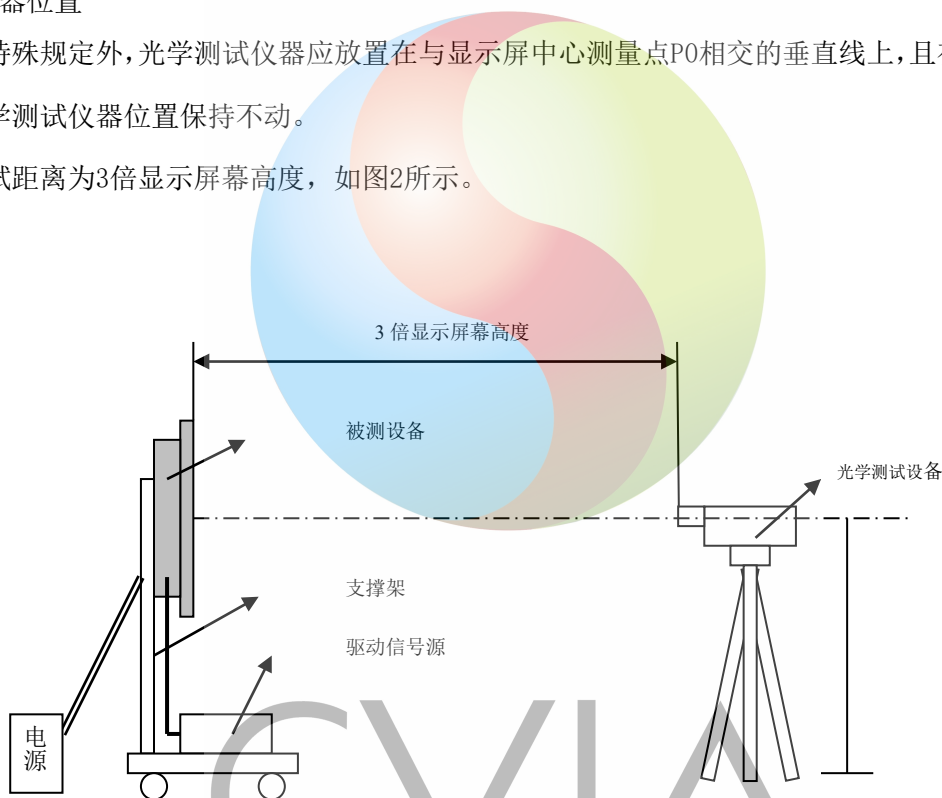 器位置
特殊规定外,光学测试仪器应放置在与显示屏中心测量点P0相交的垂直线上,且
学测试仪器位置保持不动。
式距离为3倍显示屏幕高度，如图2所示。
3 倍显示屏幕高度
被测设备
光学测试设备
支撑架
驱动信号源
电
源
CVIA